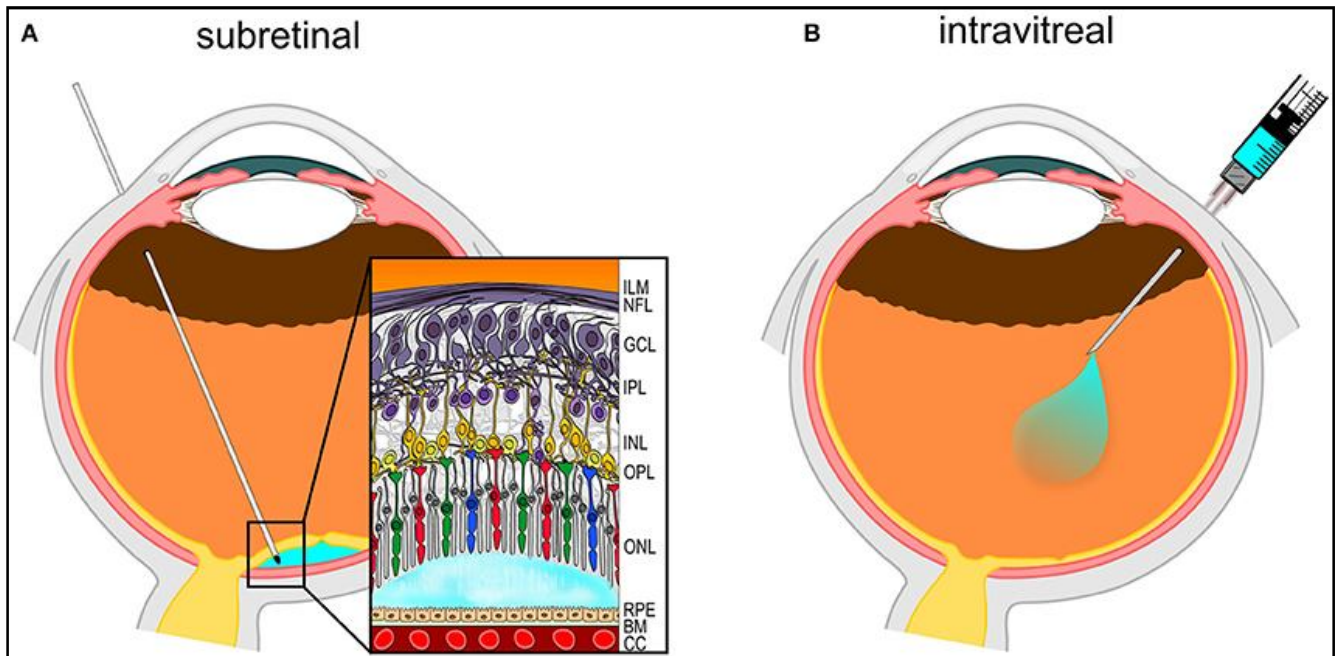 A
subretinal
B
intravitreal
ILM
NFL
GCL
IPL
INL
OPL
ONL
RPE
BM
CC